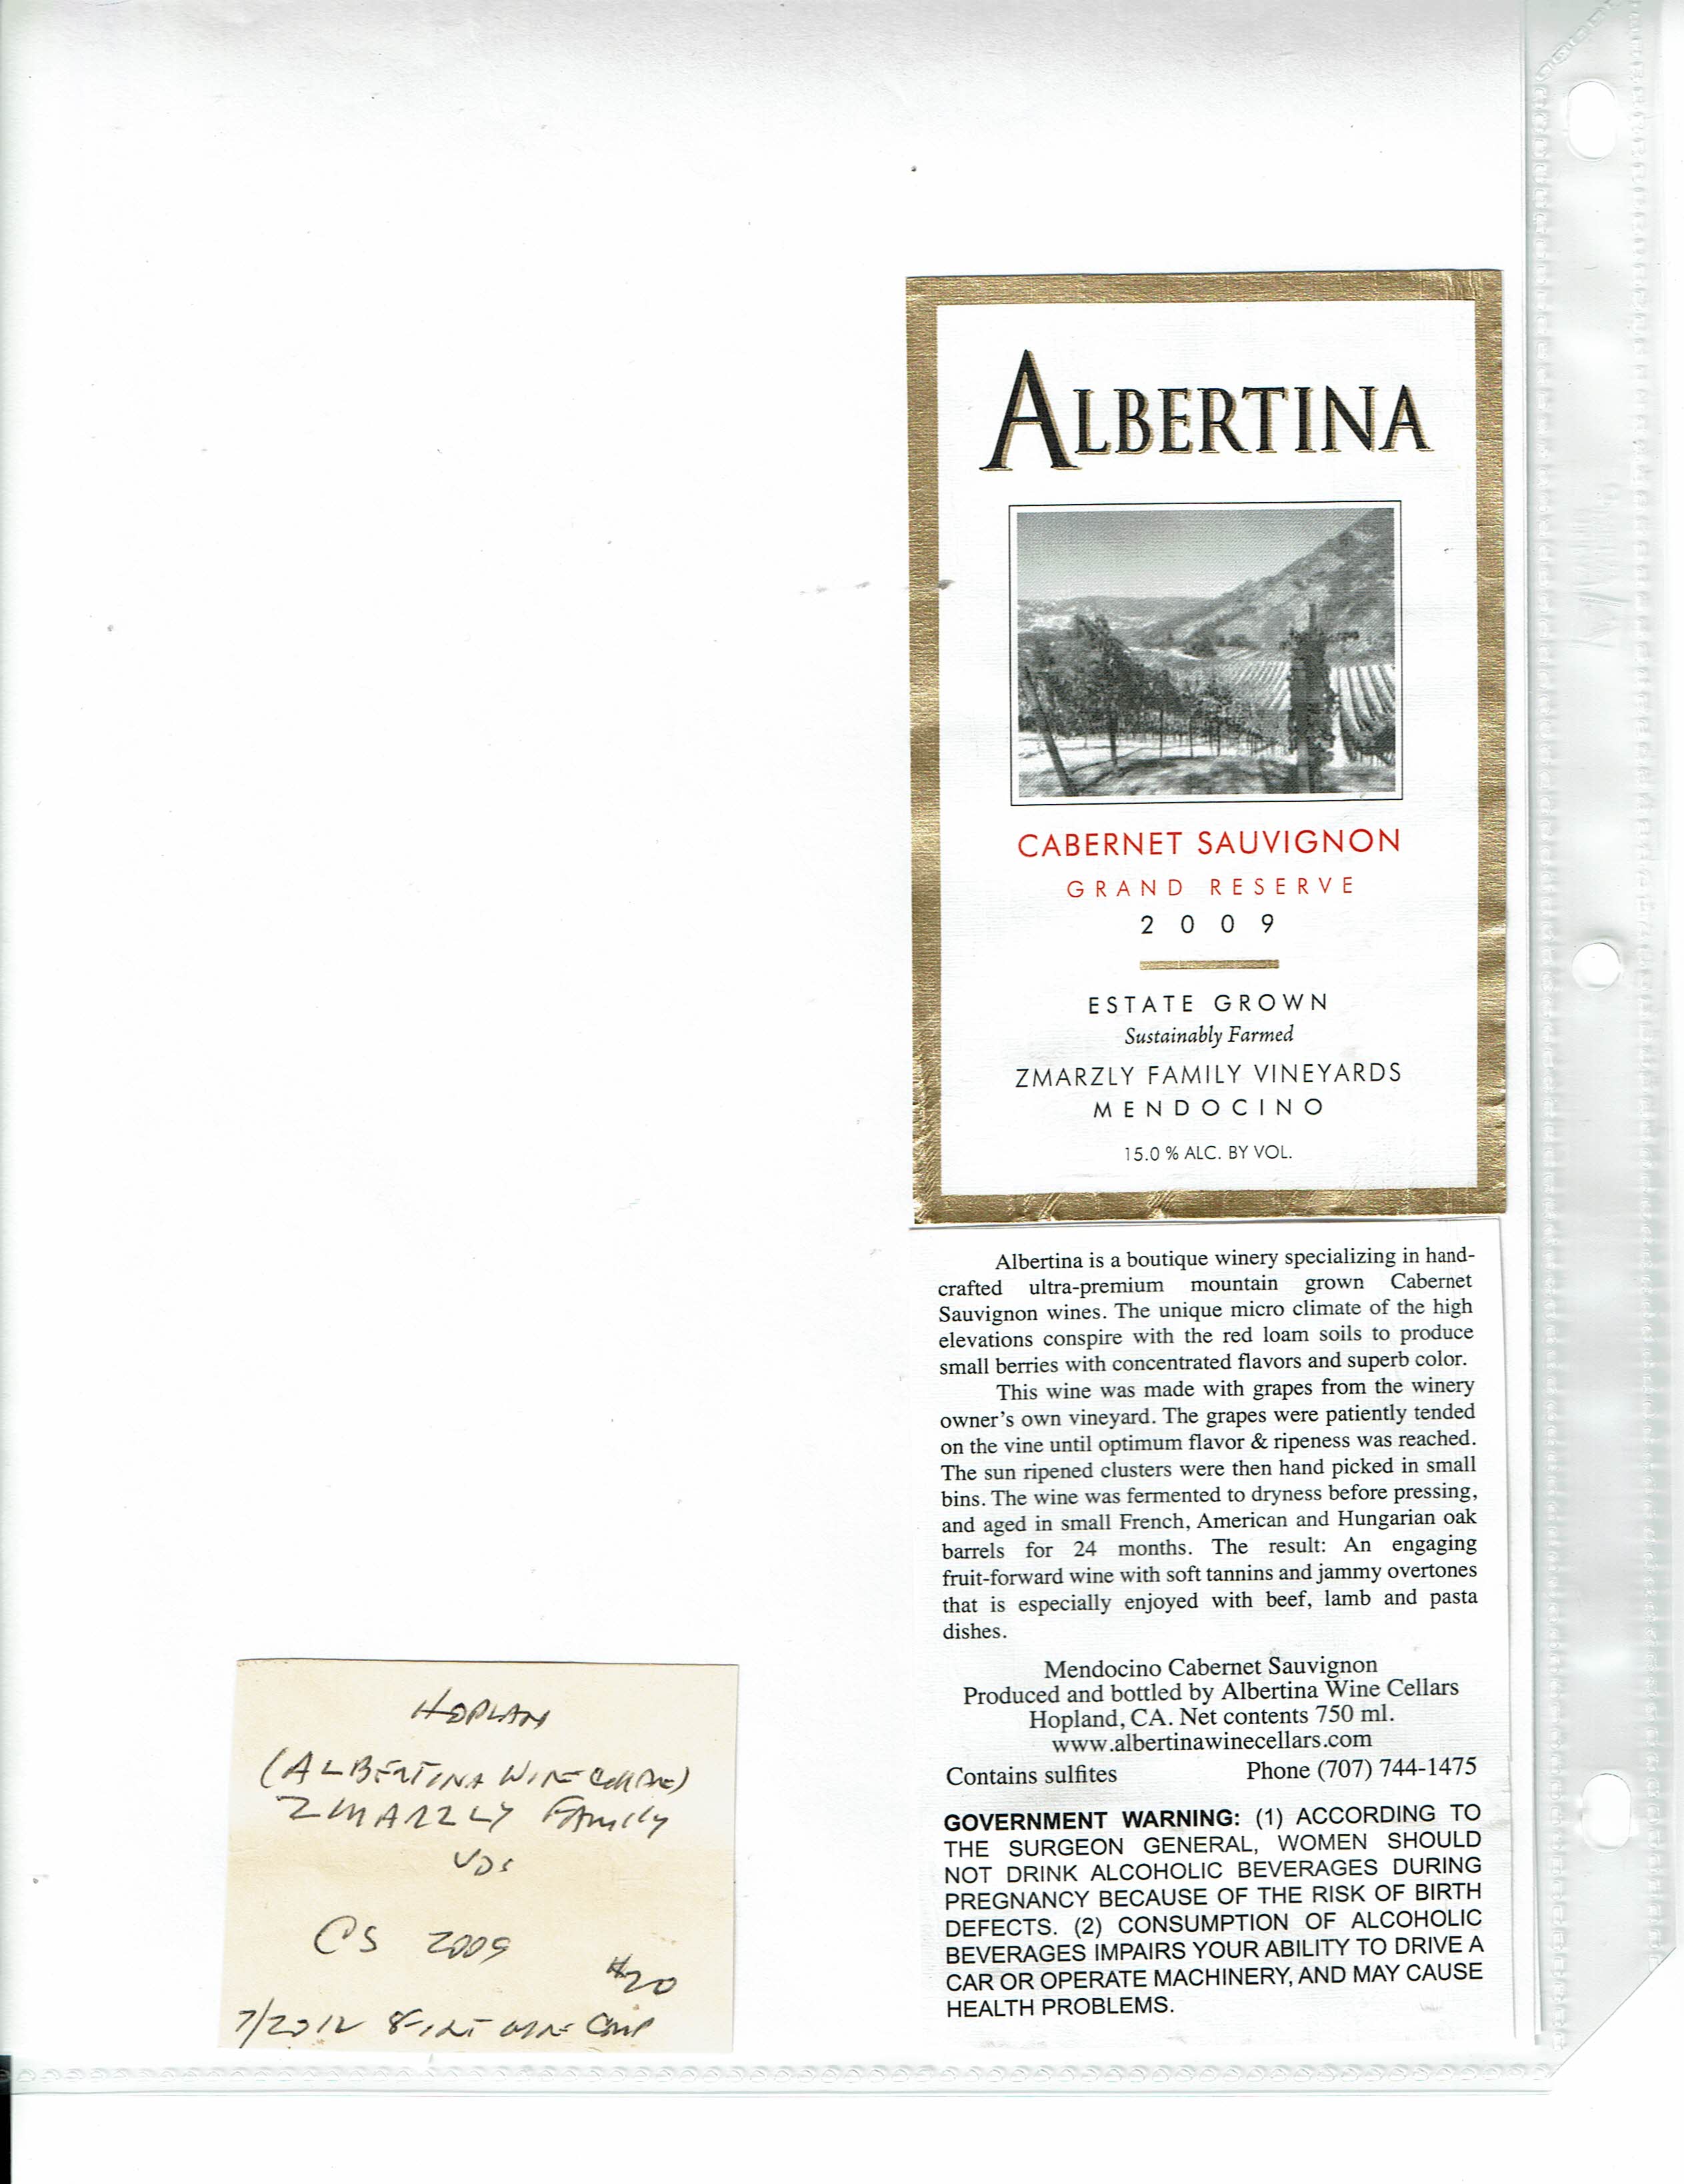 ALBERTINA
CABERNET SAUVIGNON
GRAND RESERVE
2009
ESTATE GROWN
Sustainably Farmed
ZMARZLY FAMILY VINEYARDS
MENDOCINO
15.0 % ALC. BY VOL.
Albertina is a boutique winery specializing in hand-
crafted ultra-premium mountain grown Cabernet
Sauvignon wines. The unique micro climate of the high
elevations conspire with the red loam soils to produce
small berries with concentrated flavors and superb color.
This wine was made with grapes from the winery
owner's own vineyard. The grapes were patiently tended
on the vine until optimum flavor & ripeness was reached.
The sun ripened clusters were then hand picked in small
bins. The wine was fermented to dryness before pressing,
and aged in small French, American and Hungarian oak
barrels for 24 months. The result: An engaging
fruit-forward wine with soft tannins and jammy overtones
that is especially enjoyed with beef, lamb and pasta
dishes.
Mendocino Cabernet Sauvignon
Produced and bottled by Albertina Wine Cellars
Hopland, CA. Net contents 750 ml.
www.albertinawinecellars.com
Contains sulfites Phone (707) 744-1475
GOVERNMENT WARNING: (1) ACCORDING TO
THE SURGEON GENERAL, WOMEN SHOULD
NOT DRINK ALCOHOLIC BEVERAGES DURING
PREGNANCY BECAUSE OF THE RISK OF BIRTH
DEFECTS. (2) CONSUMPTION OF ALCOHOLIC
BEVERAGES IMPAIRS YOUR ABILITY TO DRIVE A
CAR OR OPERATE MACHINERY, AND MAY CAUSE
HEALTH PROBLEMS.
HOPLAN
(ALBERTINA WINE
ZMARZLY Family
VDS
CS 2009
#20
7/2012 WINE Comp